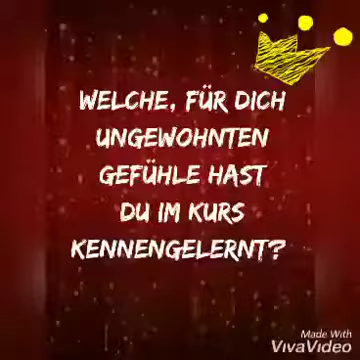 WELCHE, FÜR DICH
UNGEWOHNTEN
GEFÜHLE HAST
DU IM KURS
KENNENGELERNT?
Made With
VivaVideo